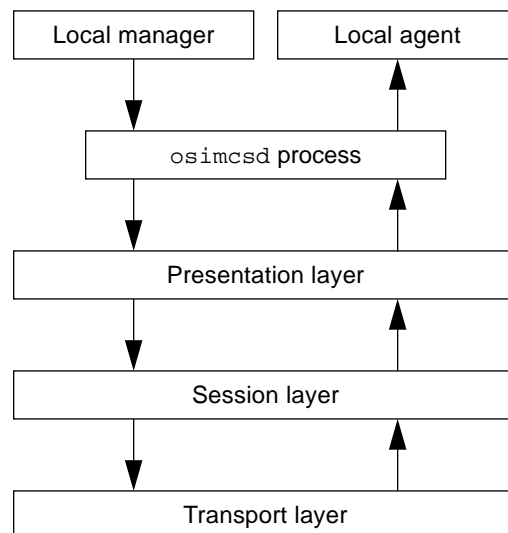 Local manager
Local agent
osimcsd process
Presentation layer
Session layer
Transport layer